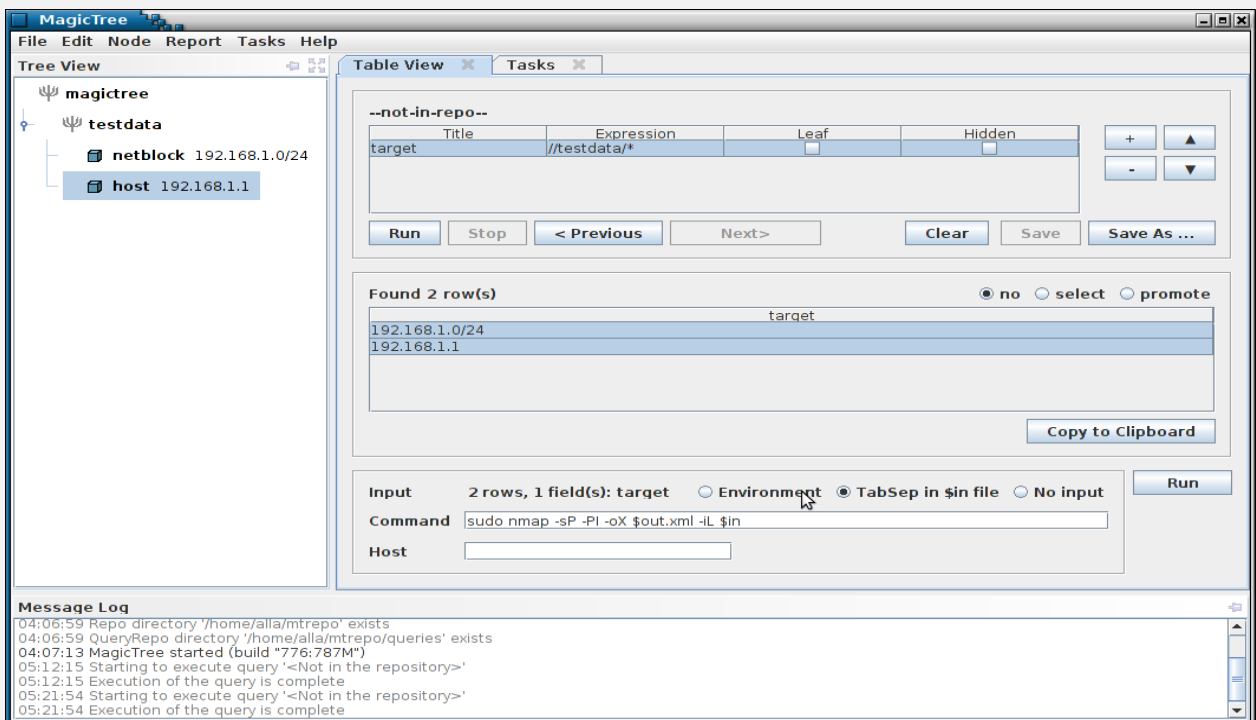 MagicTree
File Edit Node Report Tasks Help
Tree View
magictree
testdata
netblock 192.168.1.0/24
host 192.168.1.1
Table View Tasks
--not-in-repo--
Title Expression Leaf Hidden
target //testdata/*
+
-
Run Stop < Previous Next> Clear Save Save As ...
Found 2 row(s) no select promote
target
192.168.1.0/24
192.168.1.1
Copy to Clipboard
Input 2 rows, 1 field(s): target Environment TabSep in $in file No input
Run
Command sudo nmap -sP -PI -oX $out.xml -iL $in
Host
Message Log
04:06:59 Repo directory '/home/alla/mtrepo' exists
04:06:59 QueryRepo directory '/home/alla/mtrepo/queries' exists
04:07:13 MagicTree started (build "776:787M")
05:12:15 Starting to execute query '<Not in the repository>'
05:12:15 Execution of the query is complete
05:21:54 Starting to execute query '<Not in the repository>'
05:21:54 Execution of the query is complete